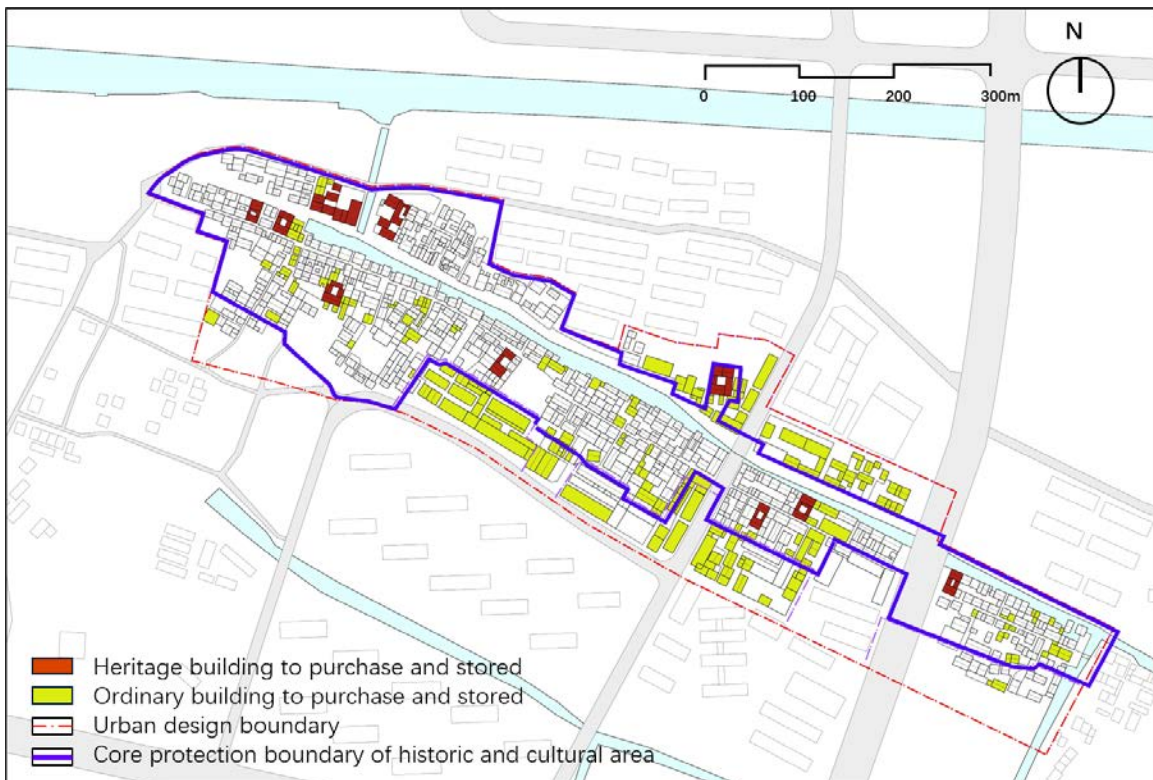 N
0 100 200 300m
Heritage building to purchase and stored
Ordinary building to purchase and stored
Urban design boundary
Core protection boundary of historic and cultural area